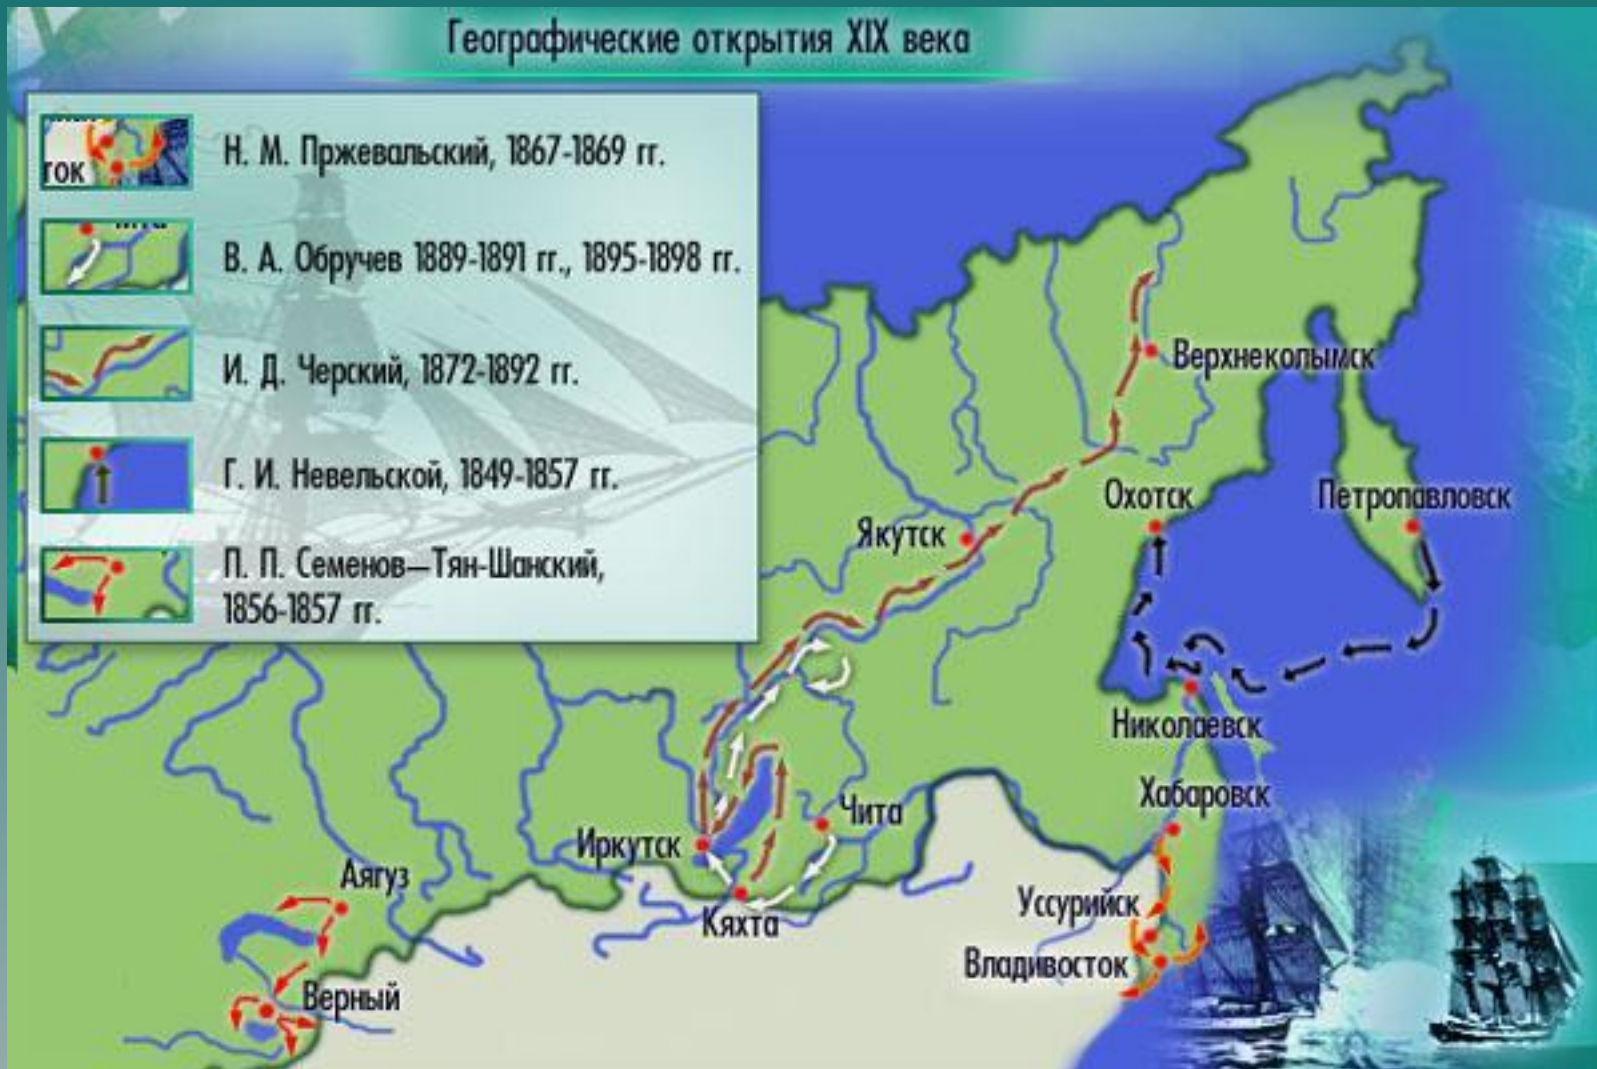 Географические открытия XIX века
ток
Н. М. Пржевальский, 1867-1869 гг.
В. А. Обручев 1889-1891 гг., 1895-1898 гг.
И. Д. Черский, 1872-1892 гг.
Г. И. Невельской, 1849-1857 гг.
П. П. Семенов—Тян-Шанский,
1856-1857 гг.
Верхнеколымск
Охотск
Петропавловск
Якутск
Николаевск
Хабаровск
Чита
Иркутск
Аягуз
Кяхта
Уссурийск
Владивосток
Верный